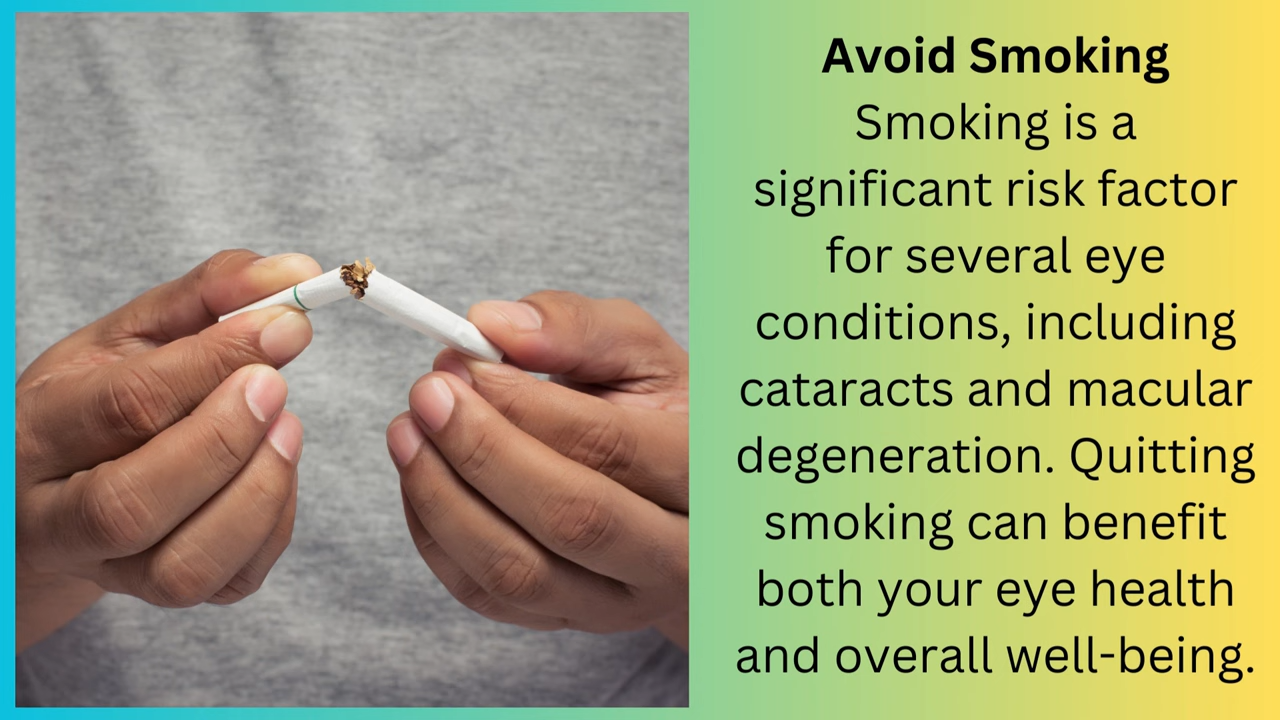 Avoid Smoking
Smoking is a
significant risk factor
for several eye
conditions, including
cataracts and macular
degeneration. Quitting
smoking can benefit
both your eye health
and overall well-being.